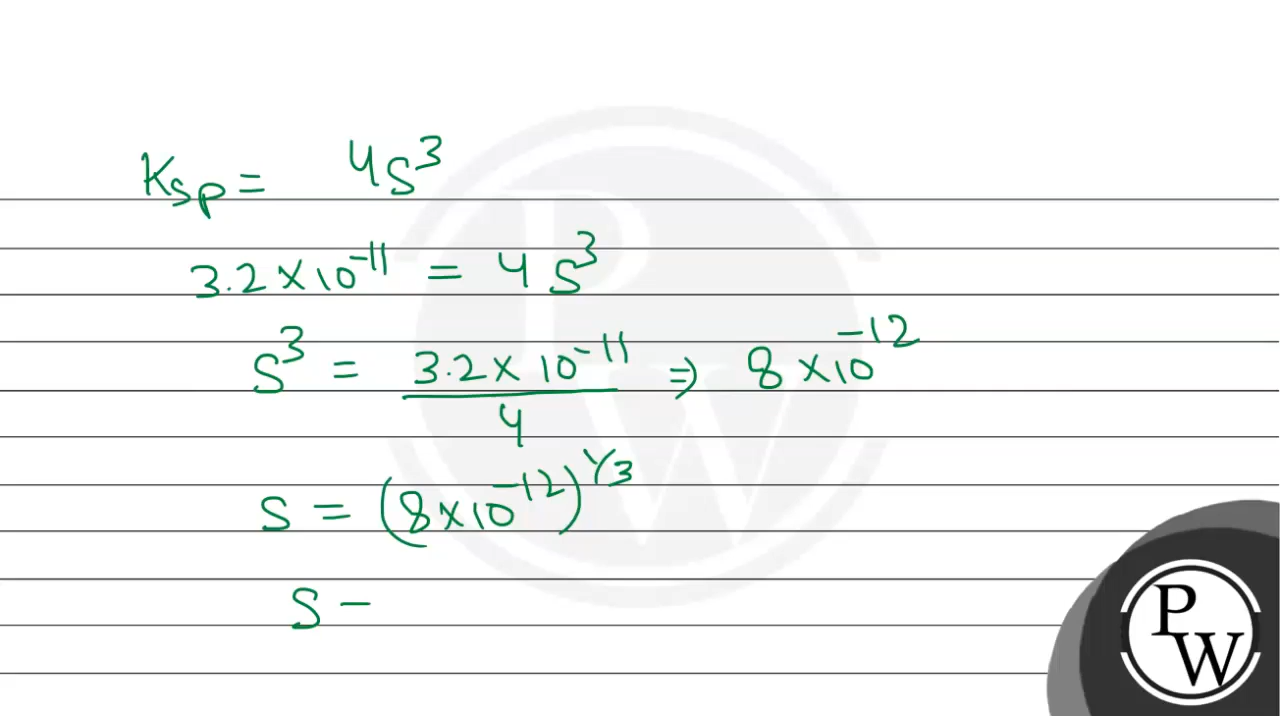 Ksp = 4s³
3.2 × 10⁻¹¹ = 4s³
s³ = 3.2 × 10⁻¹¹ / 4 ⇒ 8 × 10⁻¹²
s = (8 × 10⁻¹²)^1/3
s −
P
W
P
W